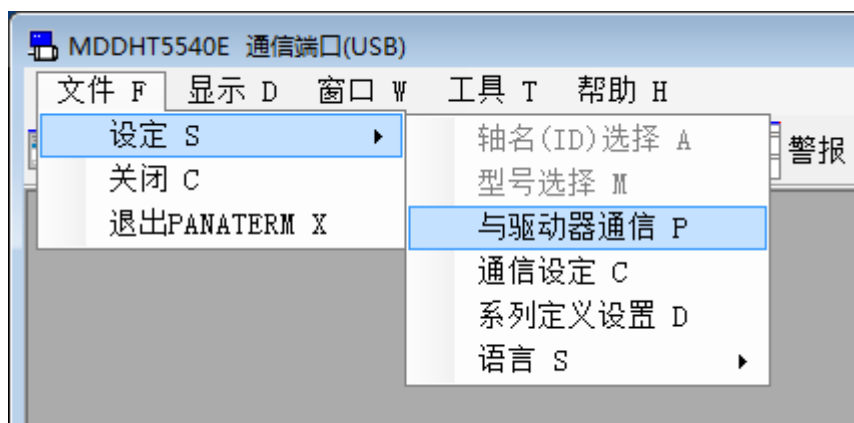 MDDHT5540E 通信端口(USB)
文件 F 显示 D 窗口 W 工具 T 帮助 H
设定 S
关闭 C
退出PANATERM X
轴名(ID)选择 A
型号选择 M
与驱动器通信 P
通信设定 C
系列定义设置 D
语言 S
警报